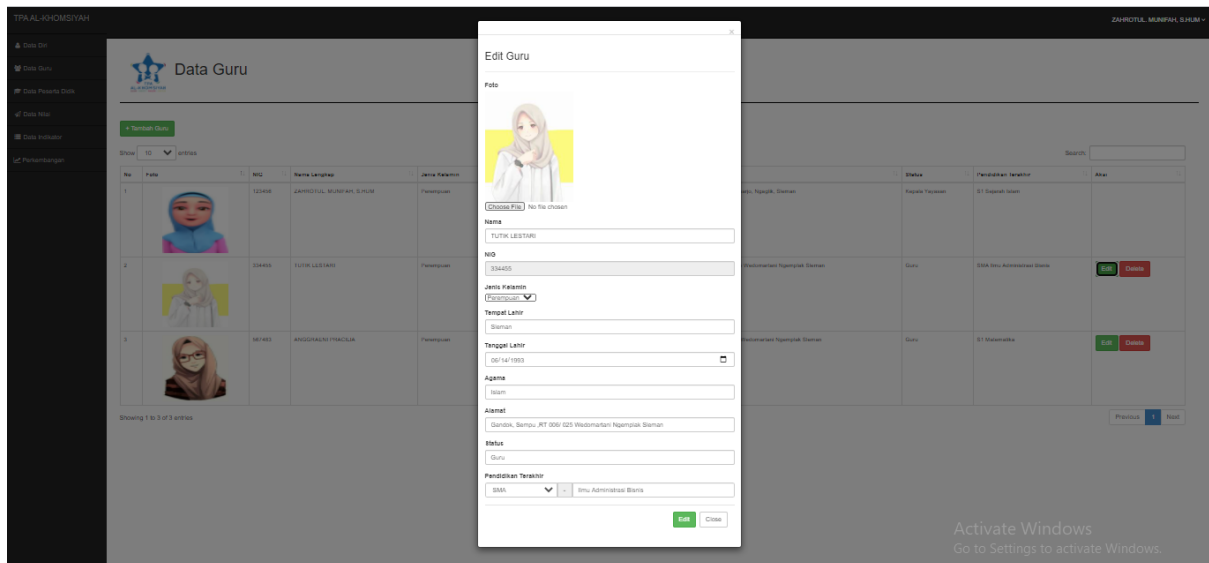 TPA AL-KHOMSIYAH
ZAHROTUL MUNIFAH, S.HUM
Data Diri
Data Guru
Data Peserta Didik
Data Nilai
Data Indikator
Perkembangan
Data Guru
+ Tambah Guru
Show 10 entries
Search:
No Foto NIG Nama Lengkap Jenis Kelamin Status Pendidikan Terakhir Aksi
1 123456 ZAHROTUL MUNIFAH, S.HUM Perempuan Ngaglik, Sleman Kepala Yayasan S1 Sejarah Islam
2 334455 TUTIK LESTARI Perempuan Wedomartani Ngemplak Sleman Guru SMA Ilmu Administrasi Bisnis Edit Delete
3 Perempuan Wedomartani Ngemplak Sleman Guru S1 Matematika Edit Delete
Showing 1 to 3 of 3 entries
Previous 1 Next
×
Edit Guru
Foto
Choose File No file chosen
Nama
TUTIK LESTARI
NIG
334455
Jenis Kelamin
Perempuan
Tempat Lahir
Sleman
Tanggal Lahir
06/14/1993
Agama
Islam
Alamat
Gandok, Sempu ,RT 006/ 025 Wedomartani Ngemplak Sleman
Status
Guru
Pendidikan Terakhir
SMA - Ilmu Administrasi Bisnis
Edit Close
Activate Windows
Go to Settings to activate Windows.